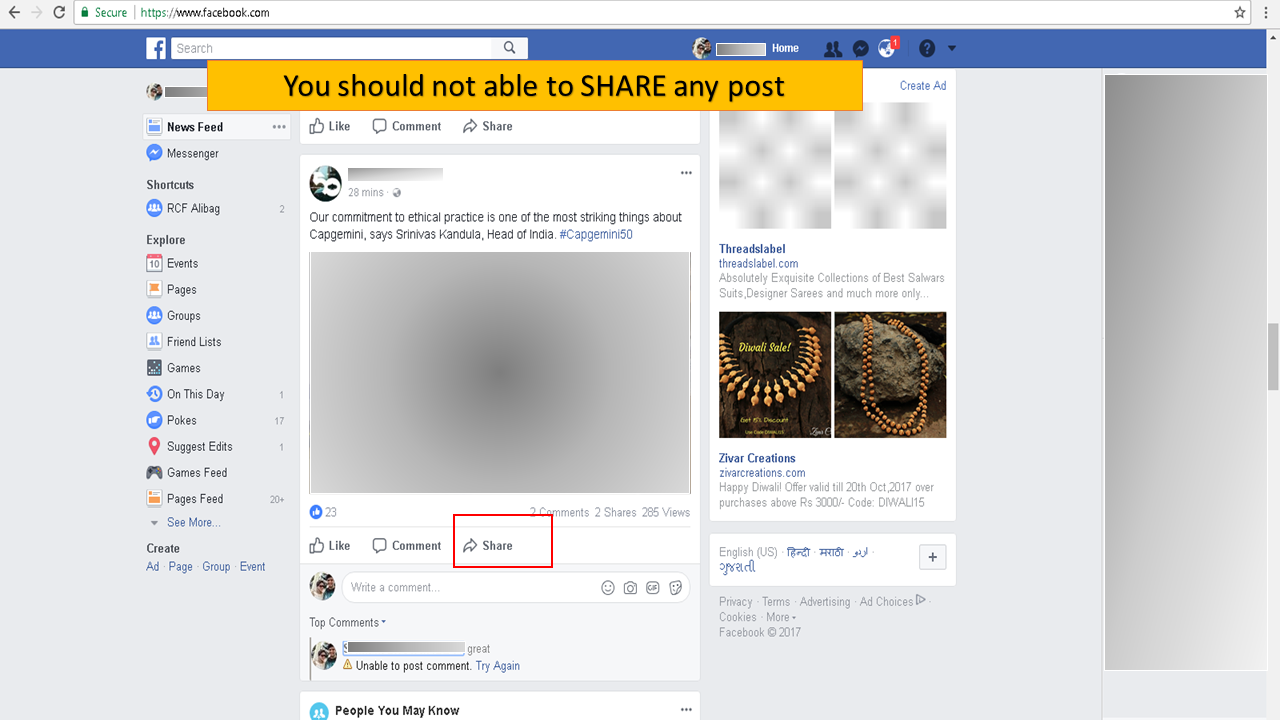 Secure
https://www.facebook.com
Search
Home
1
You should not able to SHARE any post
News Feed
Messenger
Shortcuts
RCF Alibag 2
Explore
10 Events
Pages
Groups
Friend Lists
Games
On This Day 1
Pokes 17
Suggest Edits 1
Games Feed
Pages Feed 20+
See More...
Create
Ad · Page · Group · Event
Like Comment Share
28 mins ·
Our commitment to ethical practice is one of the most striking things about
Capgemini, says Srinivas Kandula, Head of India. #Capgemini50
23
2 Comments 2 Shares 285 Views
Like Comment Share
Write a comment...
GIF
Top Comments
great
Unable to post comment. Try Again
People You May Know
Create Ad
Threadslabel
threadslabel.com
Absolutely Exquisite Collections of Best Salwars
Suits,Designer Sarees and much more only...
Diwali Sale!
Get 15% Discount
Use Code DIWALI15
Zivar Creations
zivarcreations.com
Happy Diwali! Offer valid till 20th Oct,2017 over
purchases above Rs 3000/- Code: DIWALI15
English (US) · हिन्दी · मराठी · اردو ·
ગુજરાતી
+
Privacy · Terms · Advertising · Ad Choices ·
Cookies · More
Facebook © 2017